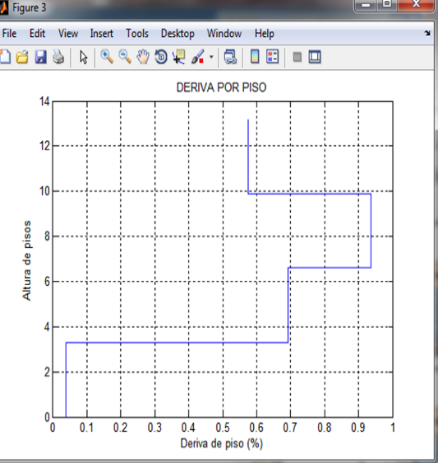 Figure 3
File Edit View Insert Tools Desktop Window Help
DERIVA POR PISO
14
12
10
8
6
4
2
0
Altura de pisos
0 0.1 0.2 0.3 0.4 0.5 0.6 0.7 0.8 0.9 1
Deriva de piso (%)